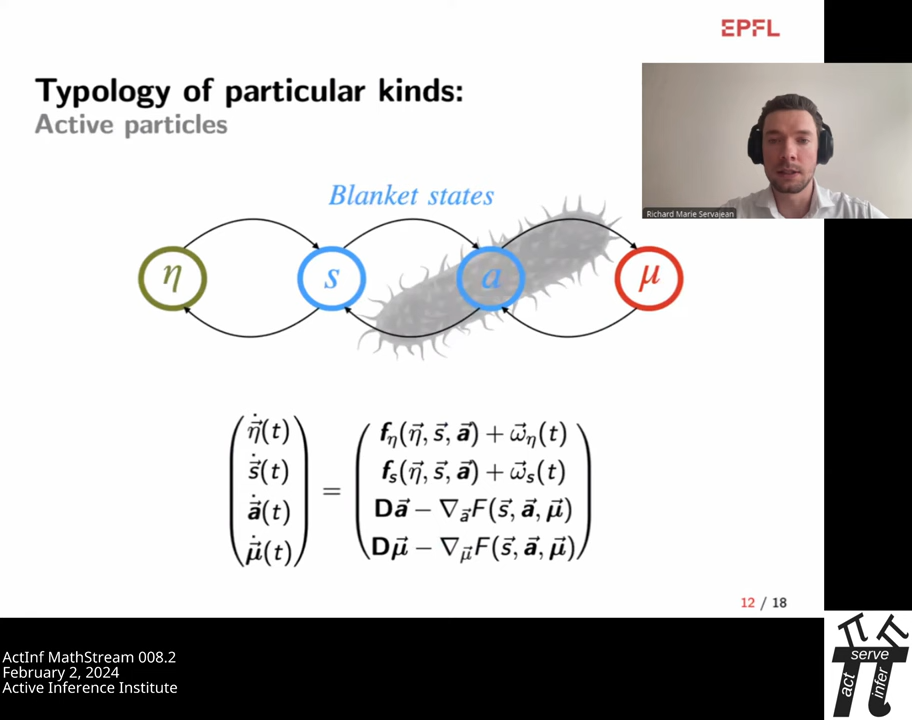 EPFL
Typology of particular kinds:
Active particles
Richard Marie Servajean
Blanket states
η s a μ
η⃗̇(t) = f_η(η⃗, s⃗, a⃗) + ω⃗_η(t)
s⃗̇(t) = f_s(η⃗, s⃗, a⃗) + ω⃗_s(t)
a⃗̇(t) = Da⃗ − ∇_a⃗ F(s⃗, a⃗, μ⃗)
μ⃗̇(t) = Dμ⃗ − ∇_μ⃗ F(s⃗, a⃗, μ⃗)
12 / 18
ActInf MathStream 008.2
February 2, 2024
Active Inference Institute
π π
serve
act
infer